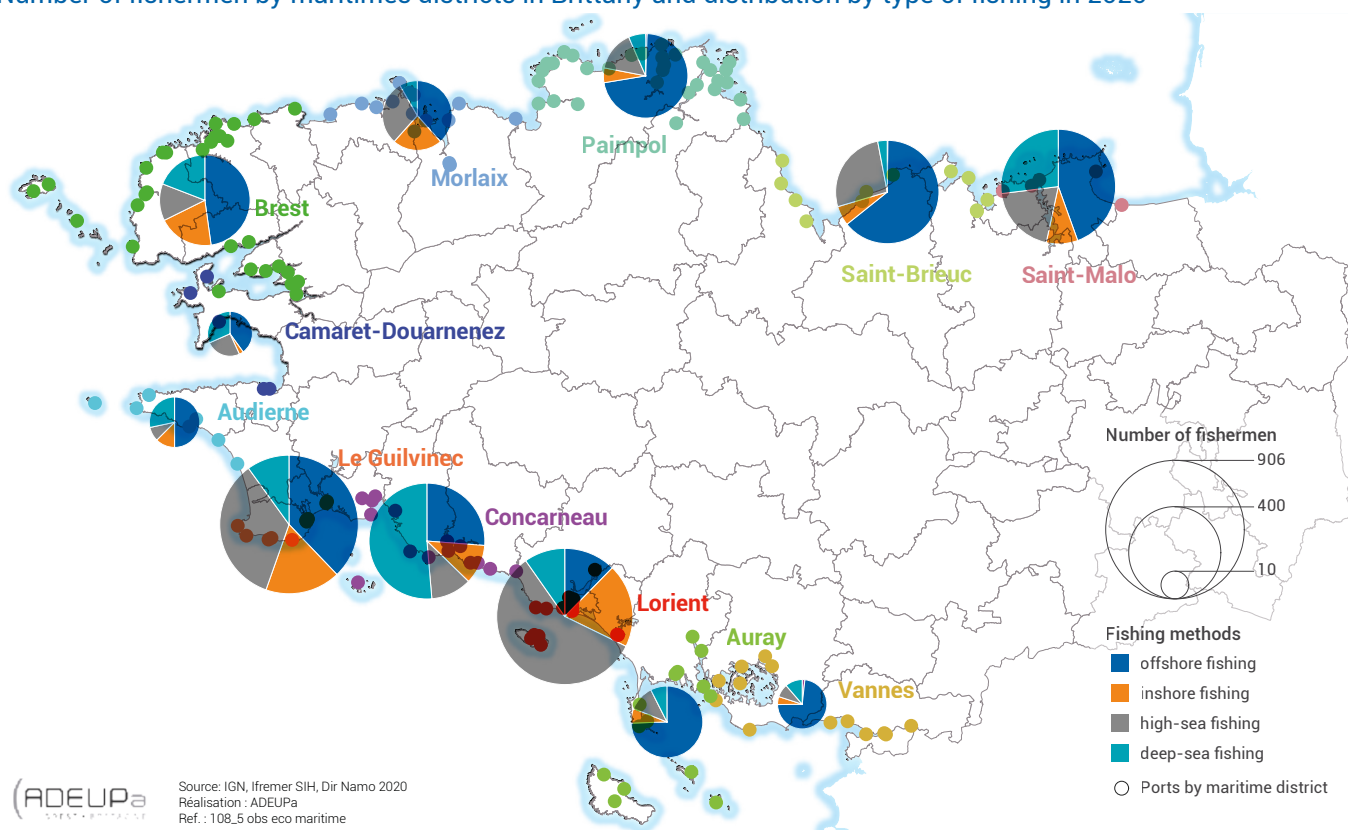 Number of fishermen by maritimes districts in Brittany and distribution by type of fishing in 2020
Paimpol
Morlaix
Brest
Saint-Brieuc
Saint-Malo
Camaret-Douarnenez
Audierne
Le Guilvinec
Concarneau
Lorient
Auray
Vannes
Number of fishermen
906
400
10
Fishing methods
offshore fishing
inshore fishing
high-sea fishing
deep-sea fishing
Ports by maritime district
ADEUPa
Source: IGN, Ifremer SIH, Dir Namo 2020
Réalisation : ADEUPa
Ref. : 108_5 obs eco maritime